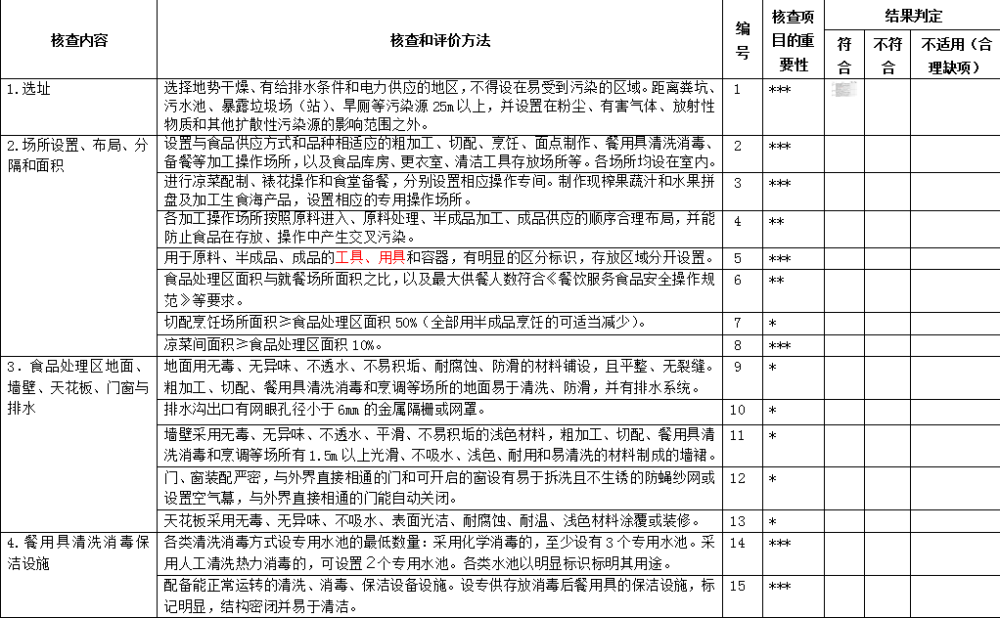 核查内容
核查和评价方法
编号
核查项目的重要性
结果判定
符合
不符合
不适用（合理缺项）
1.选址
选择地势干燥、有给排水条件和电力供应的地区，不得设在易受到污染的区域。距离粪坑、
污水池、暴露垃圾场（站）、旱厕等污染源25m以上，并设置在粉尘、有害气体、放射性
物质和其他扩散性污染源的影响范围之外。
1
***
2.场所设置、布局、分
隔和面积
设置与食品供应方式和品种相适应的粗加工、切配、烹饪、面点制作、餐用具清洗消毒、
备餐等加工操作场所，以及食品库房、更衣室、清洁工具存放场所等。各场所均设在室内。
2
***
进行凉菜配制、裱花操作和食堂备餐，分别设置相应操作专间。制作现榨果蔬汁和水果拼
盘及加工生食海产品，设置相应的专用操作场所。
3
***
各加工操作场所按照原料进入、原料处理、半成品加工、成品供应的顺序合理布局，并能
防止食品在存放、操作中产生交叉污染。
4
**
用于原料、半成品、成品的工具、用具和容器，有明显的区分标识，存放区域分开设置。
5
***
食品处理区面积与就餐场所面积之比，以及最大供餐人数符合《餐饮服务食品安全操作规
范》等要求。
6
**
切配烹饪场所面积≥食品处理区面积50%（全部用半成品烹饪的可适当减少）。
7
*
凉菜间面积≥食品处理区面积10%。
8
***
3．食品处理区地面、
墙壁、天花板、门窗与
排水
地面用无毒、无异味、不透水、不易积垢、耐腐蚀、防滑的材料铺设，且平整、无裂缝。
粗加工、切配、餐用具清洗消毒和烹调等场所的地面易于清洗、防滑，并有排水系统。
9
*
排水沟出口有网眼孔径小于6mm的金属隔栅或网罩。
10
*
墙壁采用无毒、无异味、不透水、平滑、不易积垢的浅色材料，粗加工、切配、餐用具清
洗消毒和烹调等场所有1.5m以上光滑、不吸水、浅色、耐用和易清洗的材料制成的墙裙。
11
*
门、窗装配严密，与外界直接相通的门和可开启的窗设有易于拆洗且不生锈的防蝇纱网或
设置空气幕，与外界直接相通的门能自动关闭。
12
*
天花板采用无毒、无异味、不吸水、表面光洁、耐腐蚀、耐温、浅色材料涂覆或装修。
13
*
4.餐用具清洗消毒保
洁设施
各类清洗消毒方式设专用水池的最低数量：采用化学消毒的，至少设有3个专用水池。采
用人工清洗热力消毒的，可设置2个专用水池。各类水池以明显标识标明其用途。
14
***
配备能正常运转的清洗、消毒、保洁设备设施。设专供存放消毒后餐用具的保洁设施，标
记明显，结构密闭并易于清洁。
15
***